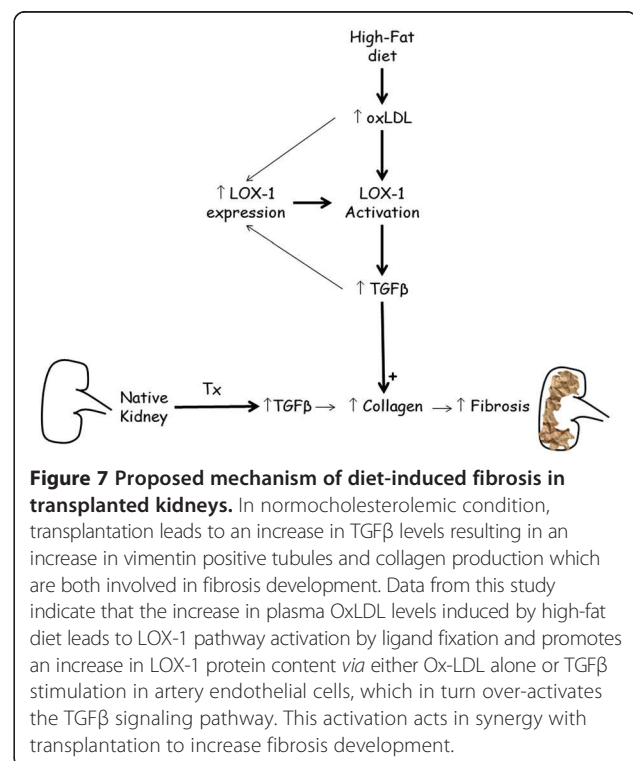 High-Fat
diet
↑ oxLDL
↑ LOX-1
expression
LOX-1
Activation
↑ TGFβ
+
Native
Kidney
Tx
↑TGFβ → ↑ Collagen → ↑ Fibrosis
Figure 7 Proposed mechanism of diet-induced fibrosis in
transplanted kidneys. In normocholesterolemic condition,
transplantation leads to an increase in TGFβ levels resulting in an
increase in vimentin positive tubules and collagen production which
are both involved in fibrosis development. Data from this study
indicate that the increase in plasma OxLDL levels induced by high-fat
diet leads to LOX-1 pathway activation by ligand fixation and promotes
an increase in LOX-1 protein content via either Ox-LDL alone or TGFβ
stimulation in artery endothelial cells, which in turn over-activates
the TGFβ signaling pathway. This activation acts in synergy with
transplantation to increase fibrosis development.